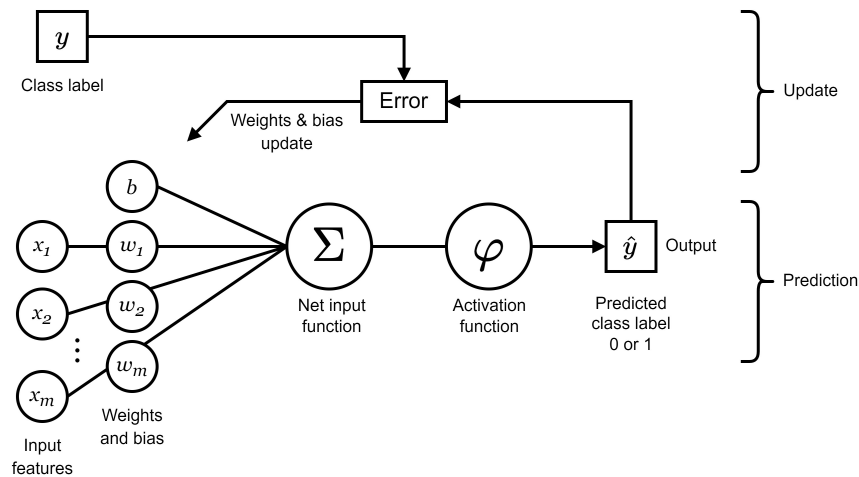 y
Class label
Error
Weights & bias
update
Update
b
x₁
w₁
x₂
w₂
⋮
xₘ
wₘ
Σ
φ
ŷ
Output
Net input
function
Activation
function
Predicted
class label
0 or 1
Prediction
Weights
and bias
Input
features